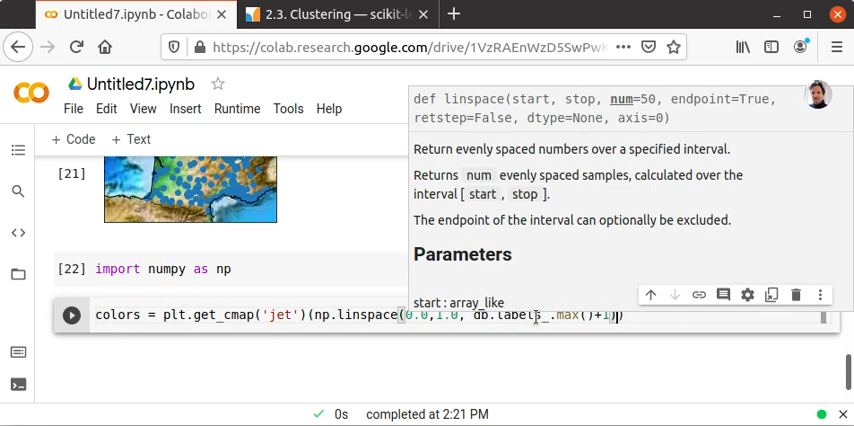 Untitled7.ipynb - Colabo
2.3. Clustering — scikit-le
https://colab.research.google.com/drive/1VzRAEnWzD5SwPwK
Untitled7.ipynb
File Edit View Insert Runtime Tools Help
+ Code + Text
def linspace(start, stop, num=50, endpoint=True,
retstep=False, dtype=None, axis=0)
Return evenly spaced numbers over a specified interval.
Returns num evenly spaced samples, calculated over the
interval [ start , stop ].
The endpoint of the interval can optionally be excluded.
Parameters
start : array_like
[21]
[22] import numpy as np
colors = plt.get_cmap('jet')(np.linspace(0.0,1.0, db.labels_.max()+1))
0s completed at 2:21 PM